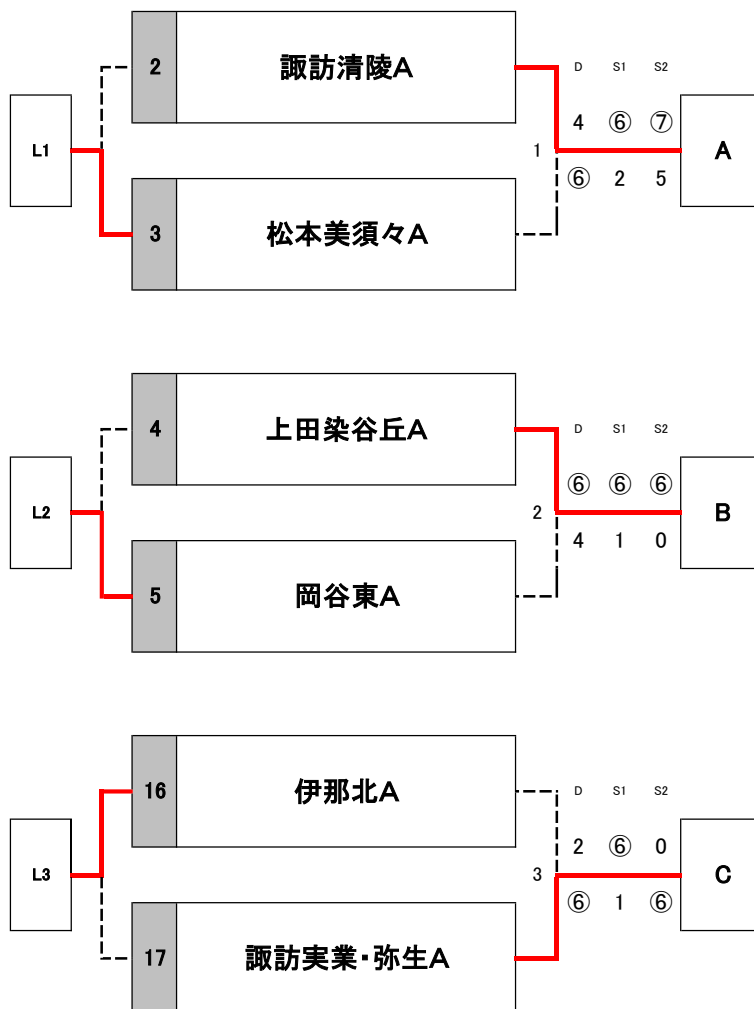 2 諏訪清陵A D S1 S2
4 ⑥ ⑦
L1 1 A
⑥ 2 5
3 松本美須々A
4 上田染谷丘A D S1 S2
⑥ ⑥ ⑥
L2 2 B
4 1 0
5 岡谷東A
16 伊那北A D S1 S2
2 ⑥ 0
L3 3 C
⑥ 1 ⑥
17 諏訪実業・弥生A